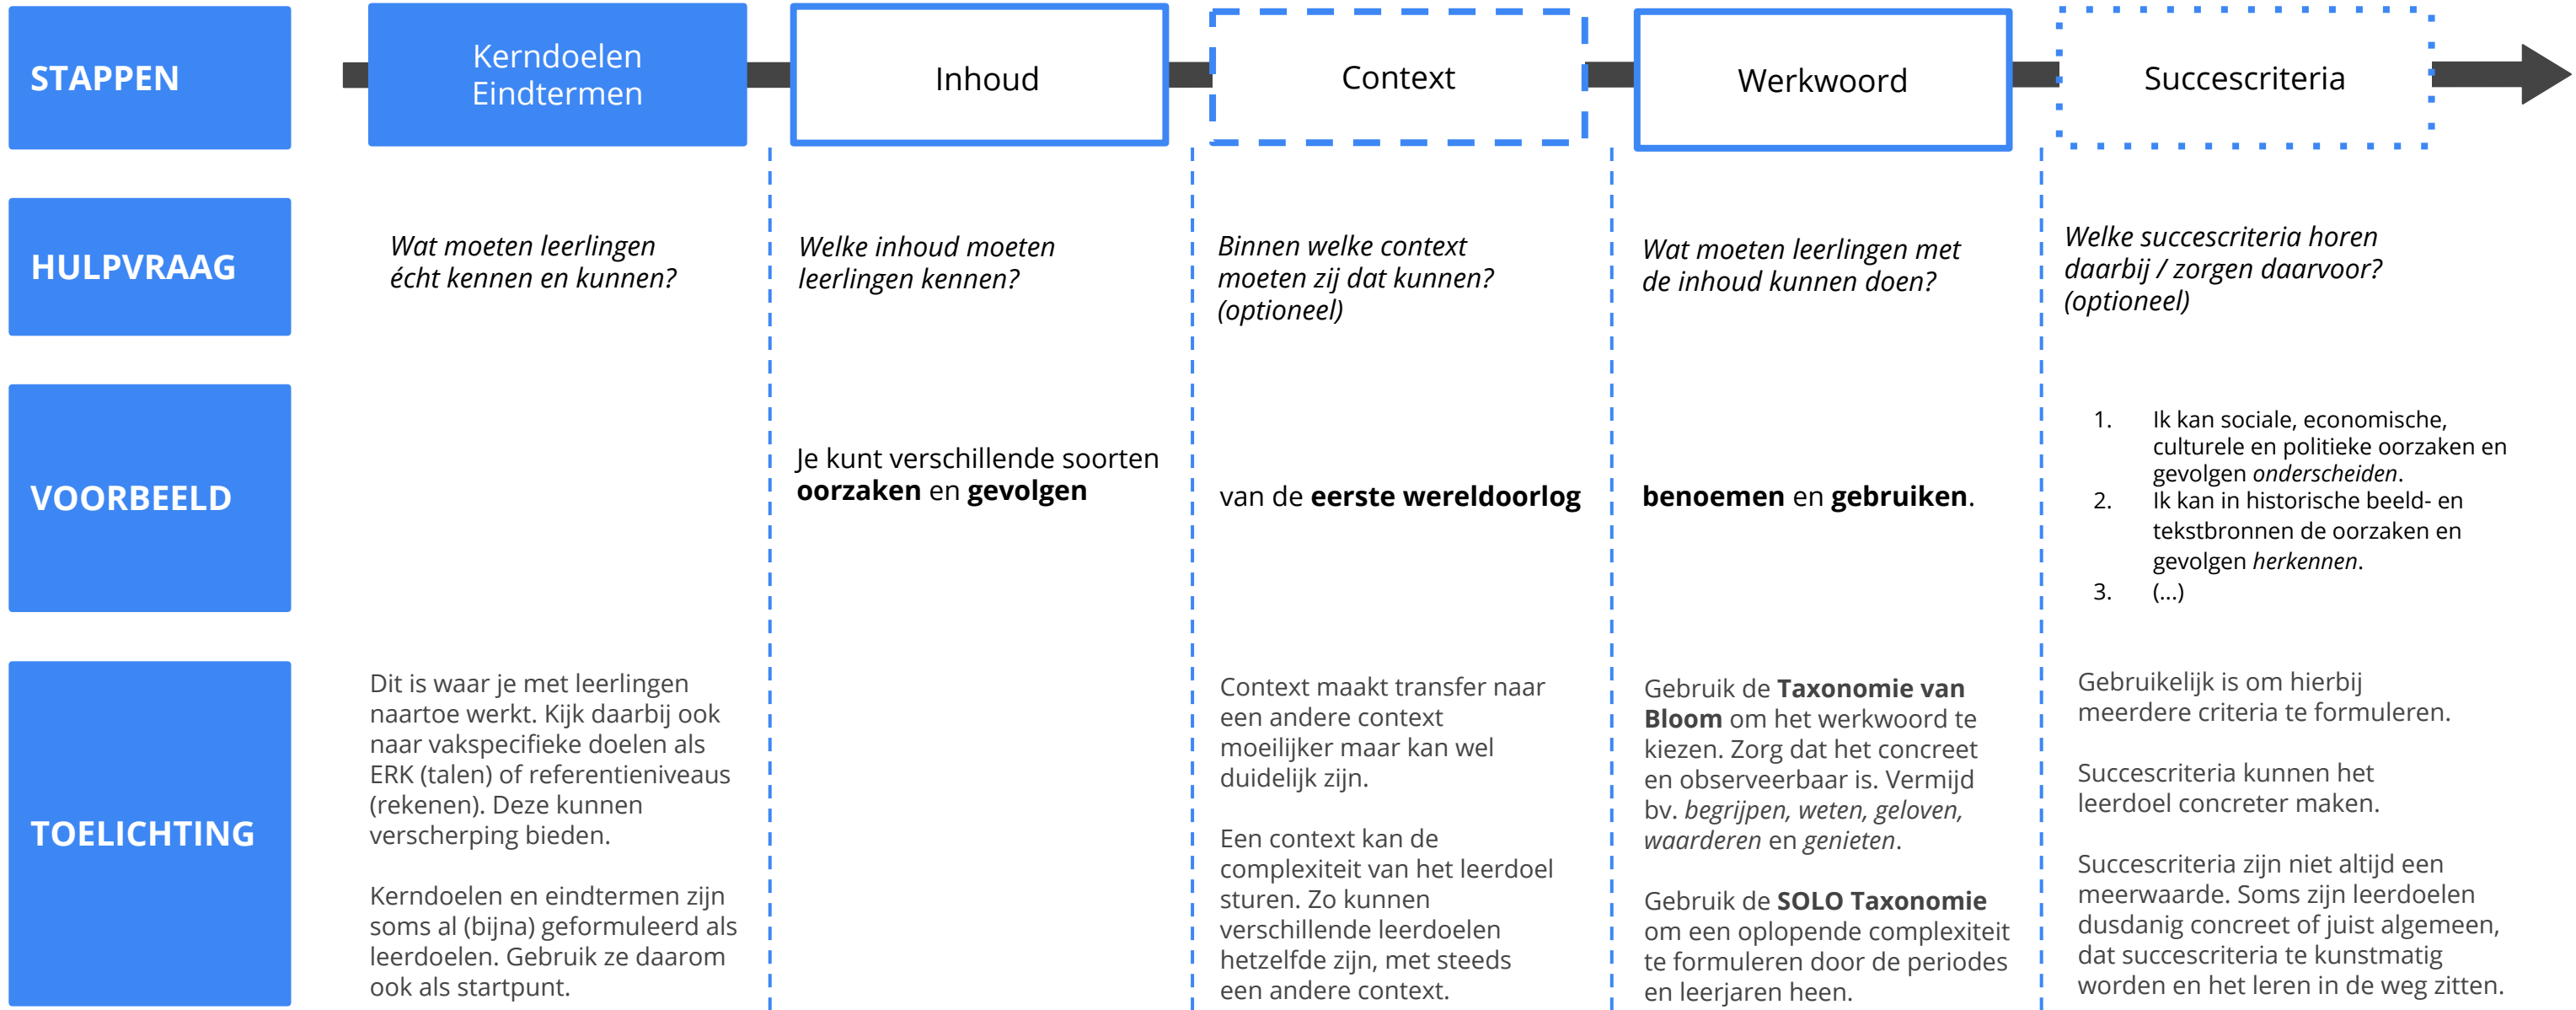 STAPPEN
Kerndoelen
Eindtermen
Inhoud
Context
Werkwoord
Succescriteria
HULPVRAAG
Wat moeten leerlingen
écht kennen en kunnen?
Welke inhoud moeten
leerlingen kennen?
Binnen welke context
moeten zij dat kunnen?
(optioneel)
Wat moeten leerlingen met
de inhoud kunnen doen?
Welke succescriteria horen
daarbij / zorgen daarvoor?
(optioneel)
VOORBEELD
Je kunt verschillende soorten
oorzaken en gevolgen
van de eerste wereldoorlog
benoemen en gebruiken.
1. Ik kan sociale, economische,
culturele en politieke oorzaken en
gevolgen onderscheiden.
2. Ik kan in historische beeld- en
tekstbronnen de oorzaken en
gevolgen herkennen.
3. (...)
TOELICHTING
Dit is waar je met leerlingen
naartoe werkt. Kijk daarbij ook
naar vakspecifieke doelen als
ERK (talen) of referentieniveaus
(rekenen). Deze kunnen
verscherping bieden.
Kerndoelen en eindtermen zijn
soms al (bijna) geformuleerd als
leerdoelen. Gebruik ze daarom
ook als startpunt.
Context maakt transfer naar
een andere context
moeilijker maar kan wel
duidelijk zijn.
Een context kan de
complexiteit van het leerdoel
sturen. Zo kunnen
verschillende leerdoelen
hetzelfde zijn, met steeds
een andere context.
Gebruik de Taxonomie van
Bloom om het werkwoord te
kiezen. Zorg dat het concreet
en observeerbaar is. Vermijd
bv. begrijpen, weten, geloven,
waarderen en genieten.
Gebruik de SOLO Taxonomie
om een oplopende complexiteit
te formuleren door de periodes
en leerjaren heen.
Gebruikelijk is om hierbij
meerdere criteria te formuleren.
Succescriteria kunnen het
leerdoel concreter maken.
Succescriteria zijn niet altijd een
meerwaarde. Soms zijn leerdoelen
dusdanig concreet of juist algemeen,
dat succescriteria te kunstmatig
worden en het leren in de weg zitten.